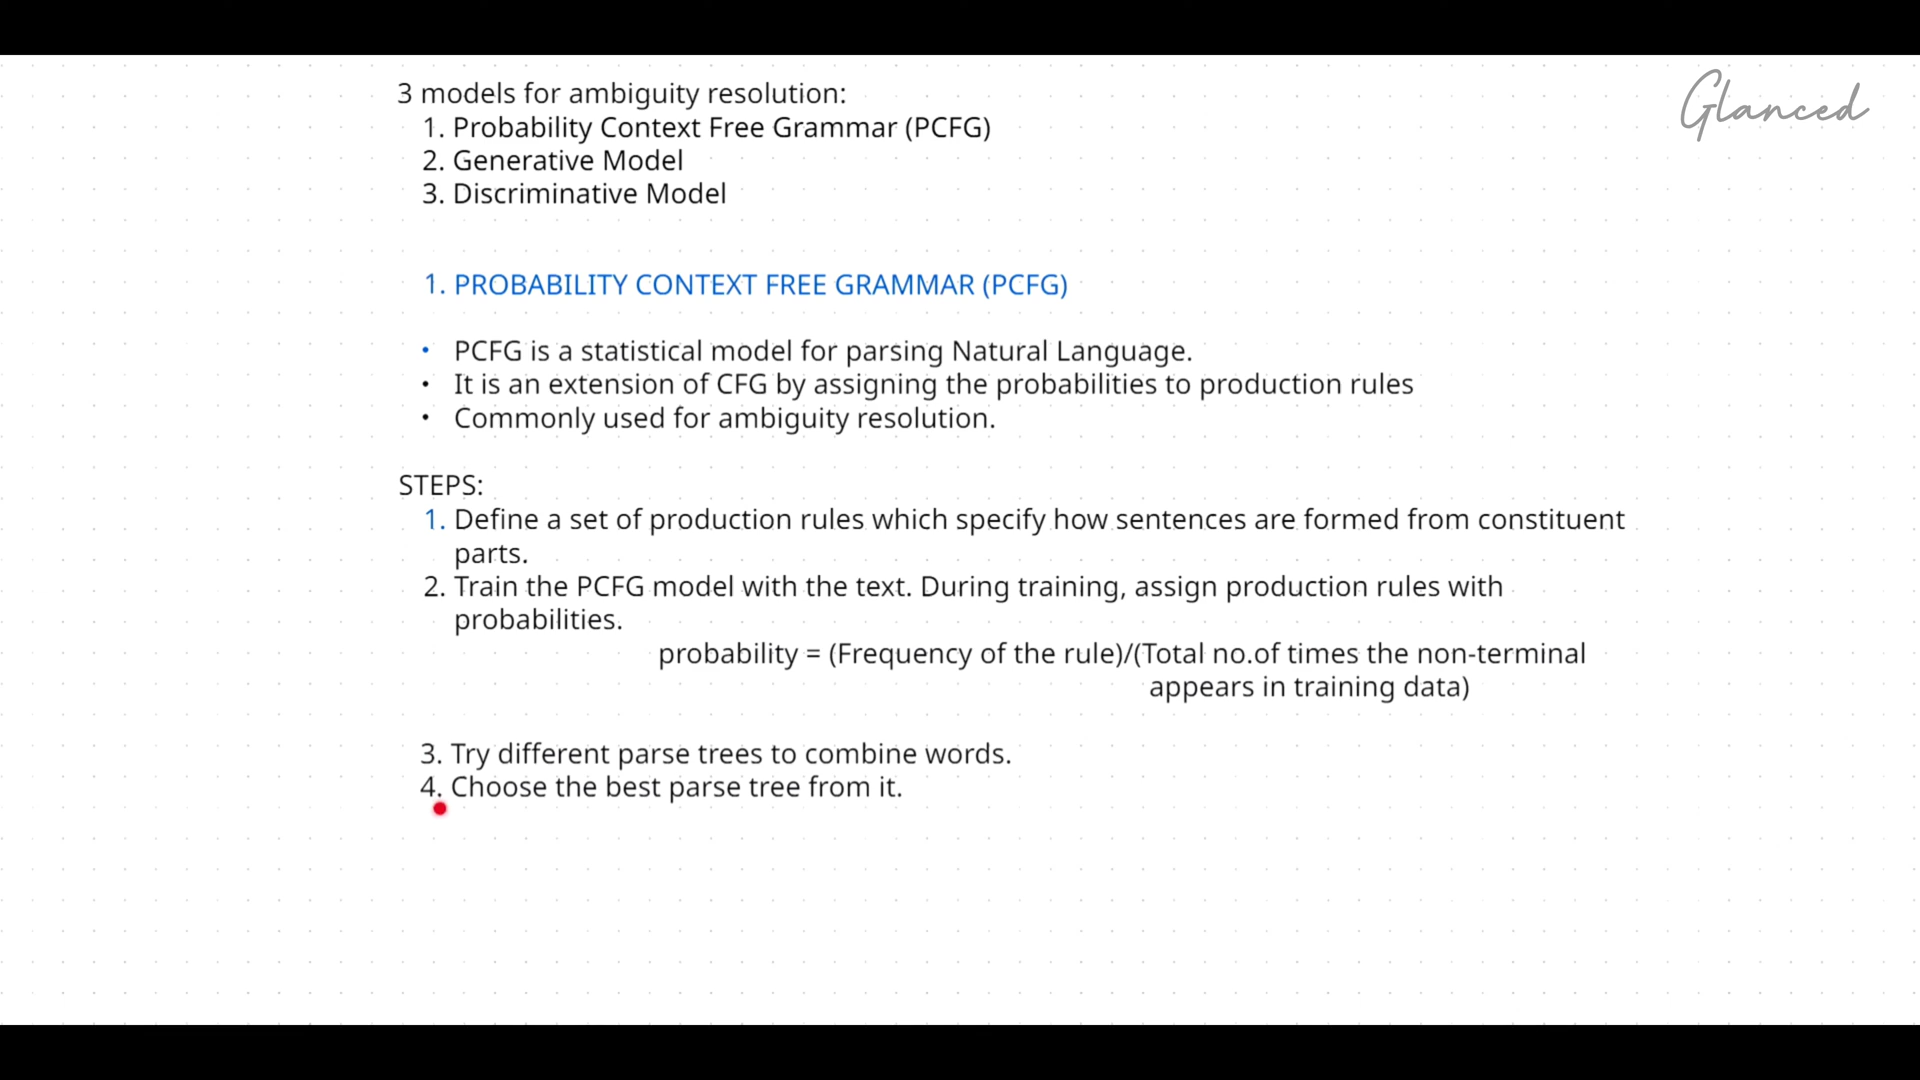 Glanced
3 models for ambiguity resolution:
1. Probability Context Free Grammar (PCFG)
2. Generative Model
3. Discriminative Model
1. PROBABILITY CONTEXT FREE GRAMMAR (PCFG)
• PCFG is a statistical model for parsing Natural Language.
• It is an extension of CFG by assigning the probabilities to production rules
• Commonly used for ambiguity resolution.
STEPS:
1. Define a set of production rules which specify how sentences are formed from constituent
parts.
2. Train the PCFG model with the text. During training, assign production rules with
probabilities.
probability = (Frequency of the rule)/(Total no.of times the non-terminal
appears in training data)
3. Try different parse trees to combine words.
4. Choose the best parse tree from it.